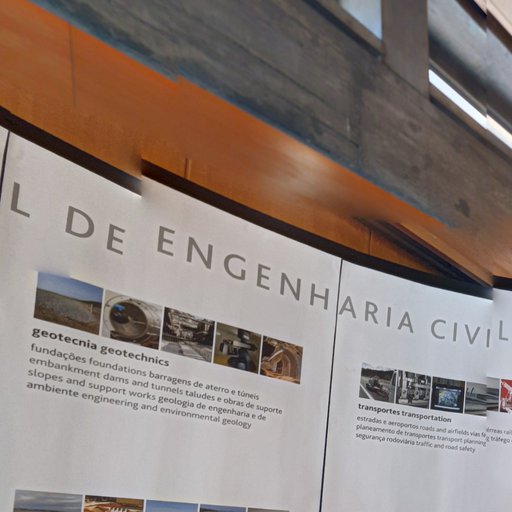 L DE ENGENHARIA CIVIL
geotecnia geotechnics
fundações foundations barragens de aterro e túneis
embankment dams and tunnels taludes e obras de suporte
slopes and support works geologia de engenharia e de
ambiente engineering and environmental geology
transportes transportation
estradas e aeroportos roads and airfields vias
planeamento de transportes transport planning
segurança rodoviária traffic and road safety